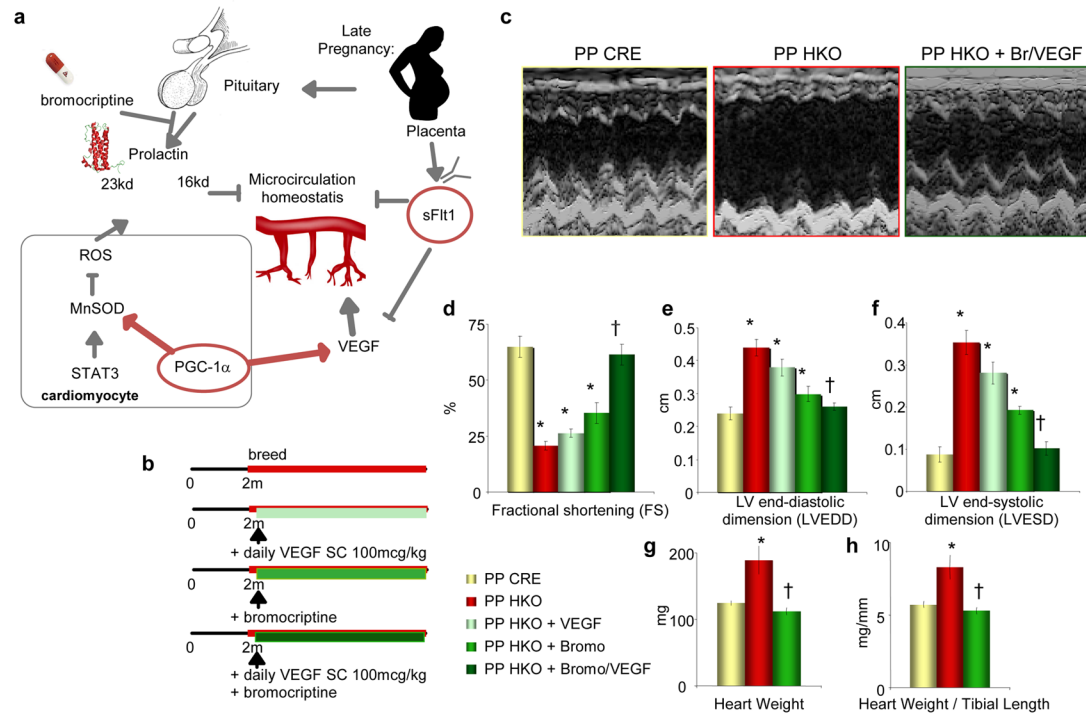 a
Late
Pregnancy:
bromocriptine
Pituitary
Placenta
Prolactin
23kd
16kd
Microcirculation
homeostatis
sFlt1
ROS
MnSOD
STAT3
PGC-1α
VEGF
cardiomyocyte
b
breed
0
2m
0
2m
+ daily VEGF SC 100mcg/kg
0
2m
+ bromocriptine
0
2m
+ daily VEGF SC 100mcg/kg
+ bromocriptine
c
PP CRE
PP HKO
PP HKO + Br/VEGF
d
75
50
25
0
%
*
*
*
†
Fractional shortening (FS)
e
0.5
0.4
0.3
0.2
0.1
0
cm
*
*
*
†
LV end-diastolic
dimension (LVEDD)
f
0.4
0.3
0.2
0.1
0
cm
*
*
*
†
LV end-systolic
dimension (LVESD)
PP CRE
PP HKO
PP HKO + VEGF
PP HKO + Bromo
PP HKO + Bromo/VEGF
g
200
100
0
mg
*
†
Heart Weight
h
10
5
0
mg/mm
*
†
Heart Weight / Tibial Length